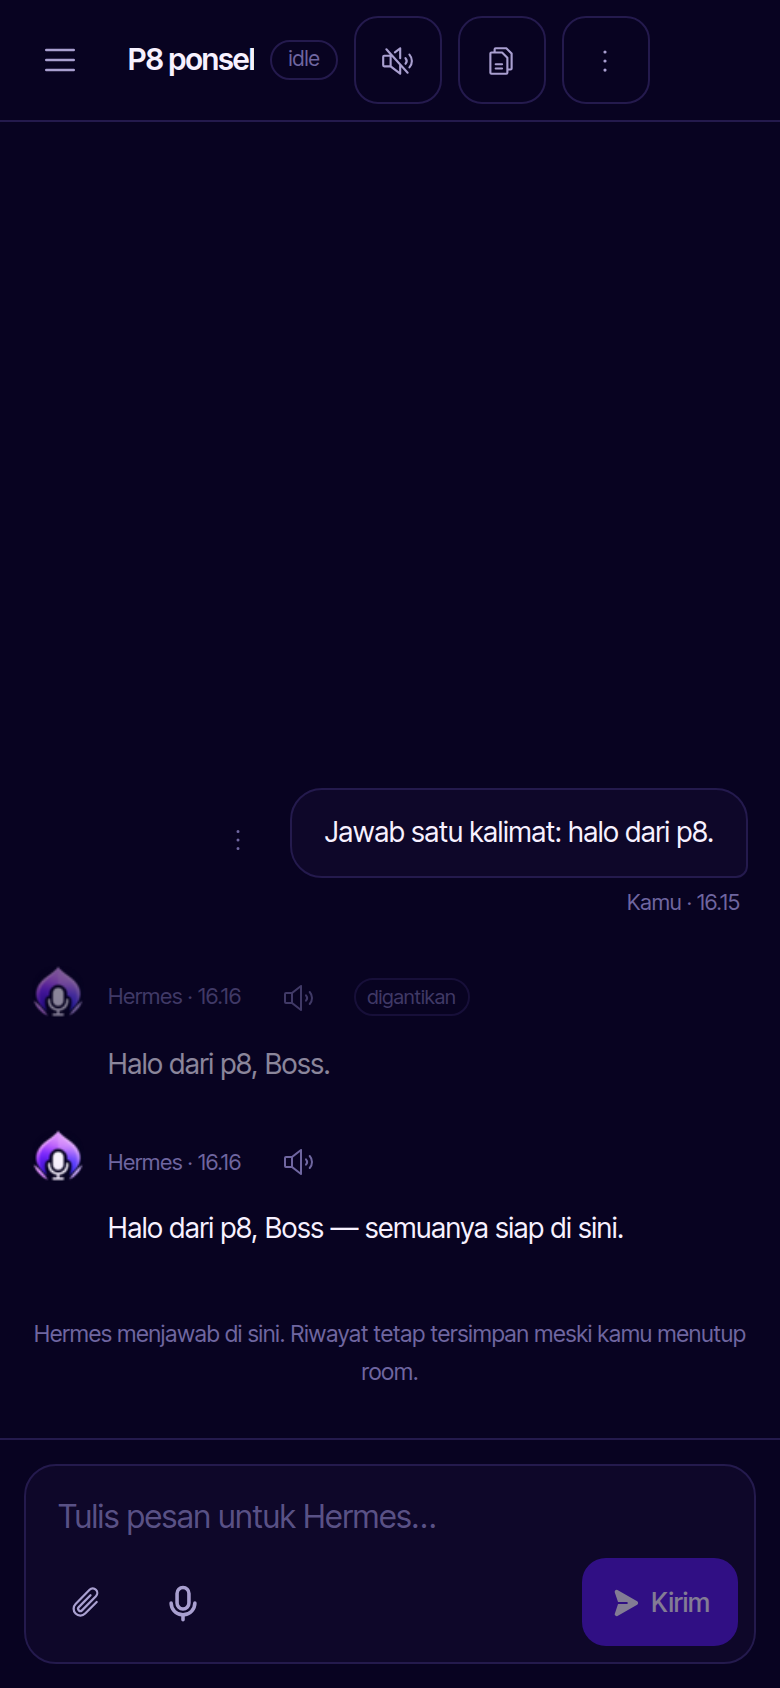 P8 ponsel idle
Jawab satu kalimat: halo dari p8.
Kamu · 16.15
Hermes · 16.16 digantikan
Halo dari p8, Boss.
Hermes · 16.16
Halo dari p8, Boss — semuanya siap di sini.
Hermes menjawab di sini. Riwayat tetap tersimpan meski kamu menutup
room.
Tulis pesan untuk Hermes...
Kirim